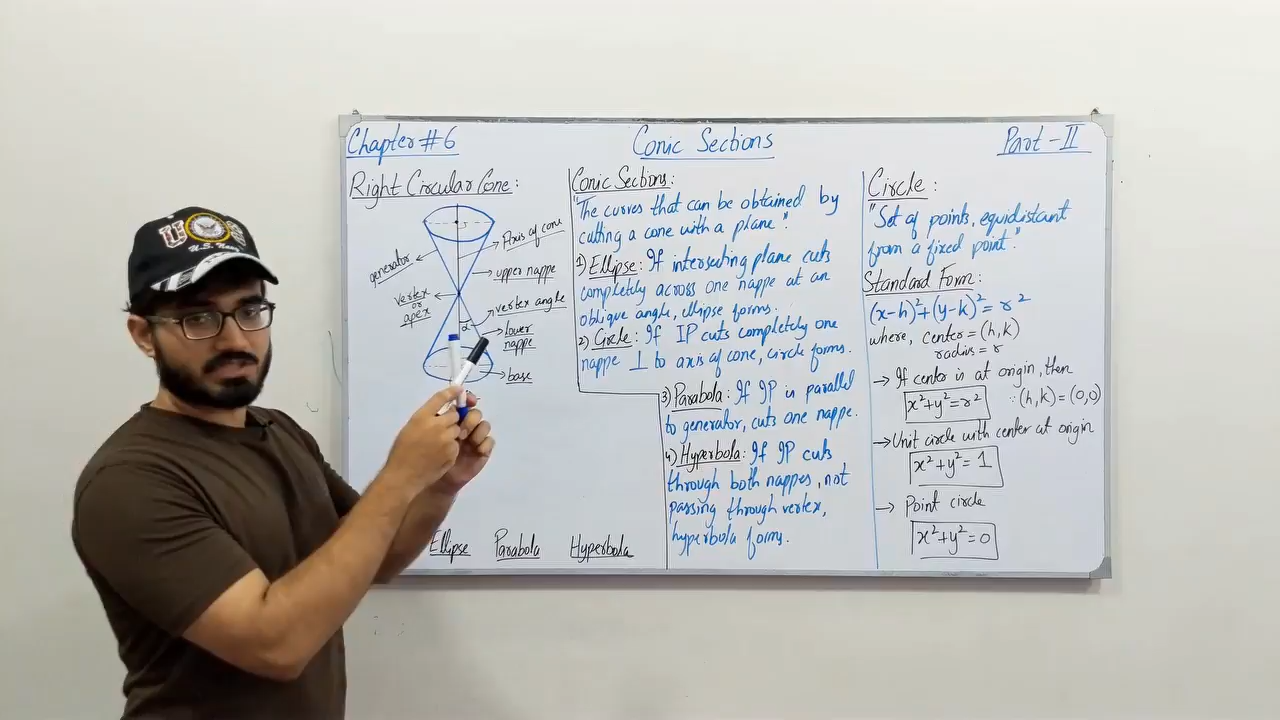 Chapter #6
Conic Sections
Part-II
Right Circular Cone:
Axis of cone
generator
upper nappe
vertex
or
apex
vertex angle
α
lower
nappe
base
Ellipse
Parabola
Hyperbola
Conic Sections:
"The curves that can be obtained by
cutting a cone with a plane."
1) Ellipse: If intersecting plane cuts
completely across one nappe at an
oblique angle, ellipse forms.
2) Circle: If IP cuts completely one
nappe ⊥ to axis of cone, circle forms.
3) Parabola: If IP is parallel
to generator, cuts one nappe.
4) Hyperbola: If IP cuts
through both nappes, not
passing through vertex,
hyperbola forms.
Circle:
"Set of points, equidistant
from a fixed point."
Standard Form:
(x-h)²+(y-k)² = r²
where, center = (h, k)
radius = r
→ If center is at origin, then
x²+y²=r² ∵ (h, k) = (0,0)
→ Unit circle with center at origin
x²+y²= 1
→ Point circle
x²+y²=0
U
U.S. Navy